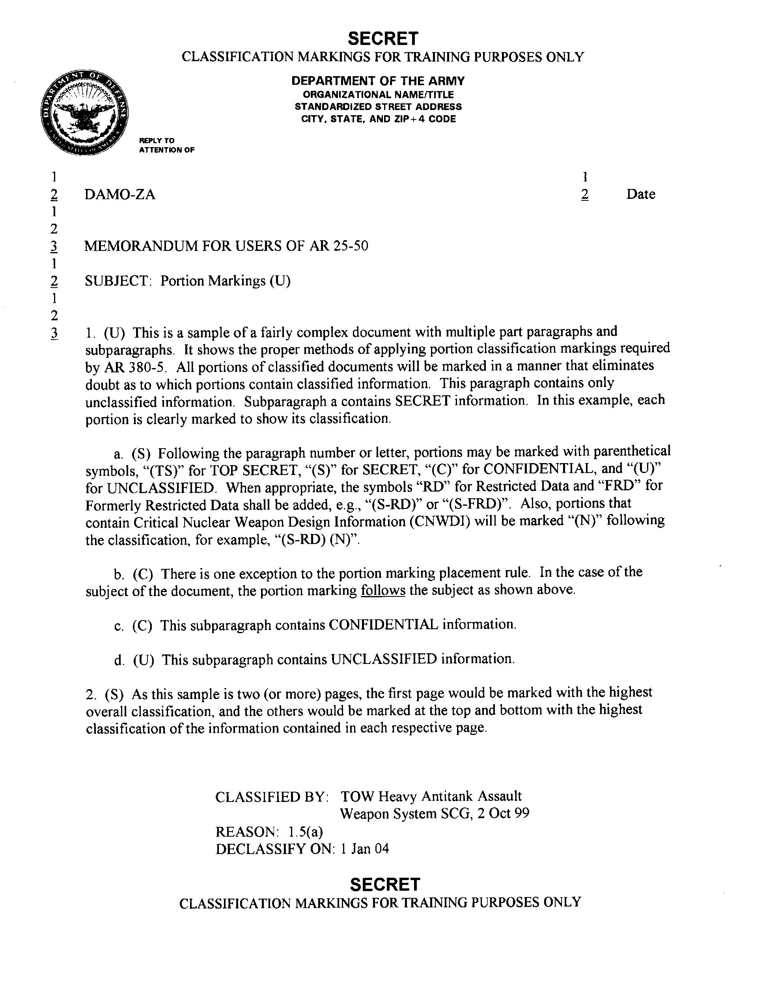 SECRET
CLASSIFICATION MARKINGS FOR TRAINING PURPOSES ONLY
DEPARTMENT OF DEFENSE
UNITED STATES OF AMERICA
DEPARTMENT OF THE ARMY
ORGANIZATIONAL NAME/TITLE
STANDARDIZED STREET ADDRESS
CITY, STATE, AND ZIP+4 CODE
REPLY TO
ATTENTION OF
1 1
2 DAMO-ZA 2 Date
1
2
3 MEMORANDUM FOR USERS OF AR 25-50
1
2 SUBJECT: Portion Markings (U)
1
2
3 1. (U) This is a sample of a fairly complex document with multiple part paragraphs and
subparagraphs. It shows the proper methods of applying portion classification markings required
by AR 380-5. All portions of classified documents will be marked in a manner that eliminates
doubt as to which portions contain classified information. This paragraph contains only
unclassified information. Subparagraph a contains SECRET information. In this example, each
portion is clearly marked to show its classification.
a. (S) Following the paragraph number or letter, portions may be marked with parenthetical
symbols, “(TS)” for TOP SECRET, “(S)” for SECRET, “(C)” for CONFIDENTIAL, and “(U)”
for UNCLASSIFIED. When appropriate, the symbols “RD” for Restricted Data and “FRD” for
Formerly Restricted Data shall be added, e.g., “(S-RD)” or “(S-FRD)”. Also, portions that
contain Critical Nuclear Weapon Design Information (CNWDI) will be marked “(N)” following
the classification, for example, “(S-RD) (N)”.
b. (C) There is one exception to the portion marking placement rule. In the case of the
subject of the document, the portion marking follows the subject as shown above.
c. (C) This subparagraph contains CONFIDENTIAL information.
d. (U) This subparagraph contains UNCLASSIFIED information.
2. (S) As this sample is two (or more) pages, the first page would be marked with the highest
overall classification, and the others would be marked at the top and bottom with the highest
classification of the information contained in each respective page.
CLASSIFIED BY: TOW Heavy Antitank Assault
Weapon System SCG, 2 Oct 99
REASON: 1.5(a)
DECLASSIFY ON: 1 Jan 04
SECRET
CLASSIFICATION MARKINGS FOR TRAINING PURPOSES ONLY